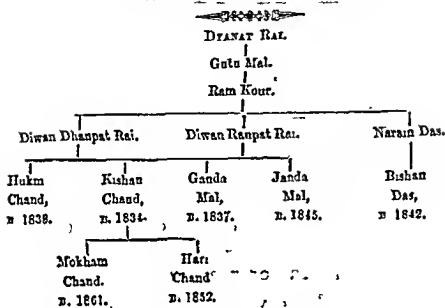 DYANAT RAI.
Gutu Mal.
Ram Kour.
Diwan Dhanpat Rai. Diwan Ranpat Rai. Narain Das.
Hukm Kishan Ganda Janda Bishan
Chand, Chand, Mal, Mal, Das,
B 1838. B. 1834. B. 1837. B. 1845. B 1842.
Mokham Hari
Chand. Chand
B. 1861. B. 1852.